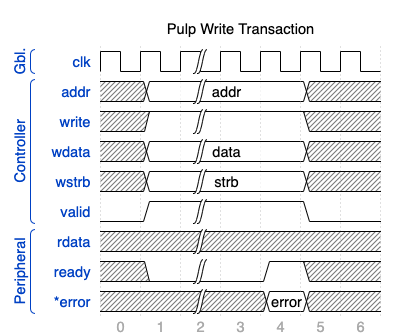 Pulp Write Transaction
Gbl.
clk
Controller
addr addr
write
wdata data
wstrb strb
valid
Peripheral
rdata
ready
*error error
0 1 2 3 4 5 6